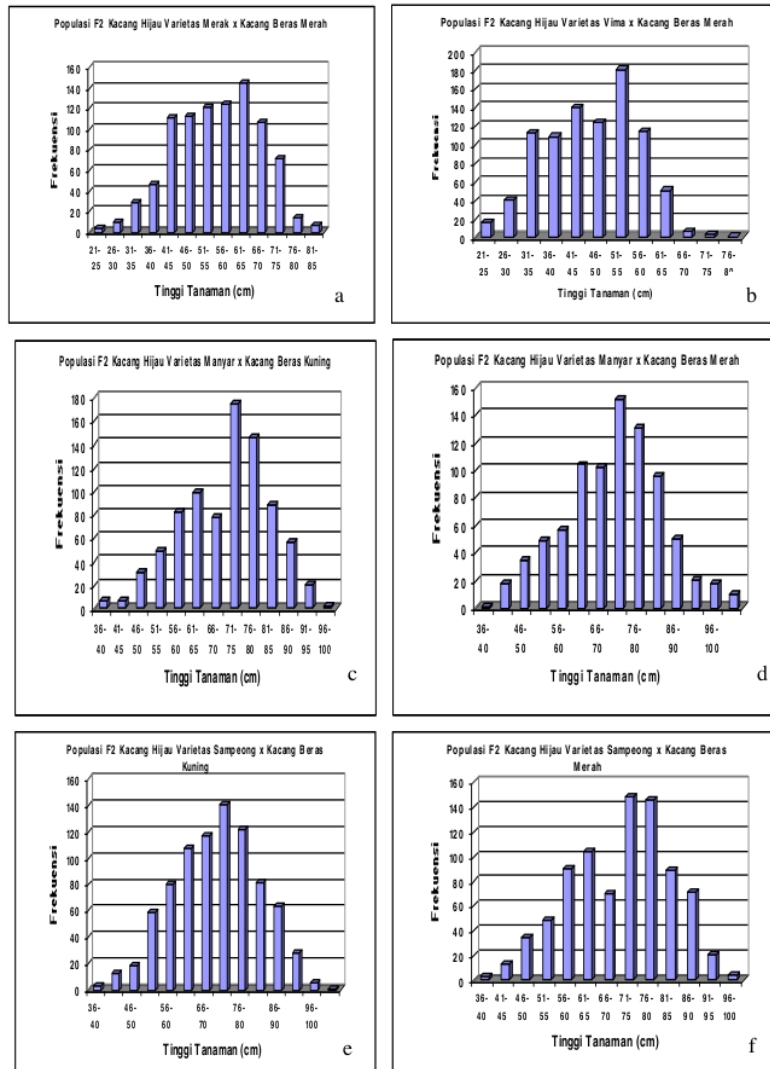 Populasi F2 Kacang Hijau Varietas Merak x Kacang Beras Merah
Frekuensi
160
140
120
100
80
60
40
20
0
21- 26- 31- 36- 41- 46- 51- 56- 61- 66- 71- 76- 81-
25 30 35 40 45 50 55 60 65 70 75 80 85
Tinggi Tanaman (cm)
a
Populasi F2 Kacang Hijau Varietas Vima x Kacang Beras Merah
Frekuensi
200
180
160
140
120
100
80
60
40
20
0
21- 26- 31- 36- 41- 46- 51- 56- 61- 66- 71- 76-
25 30 35 40 45 50 55 60 65 70 75
Tinggi Tanaman (cm)
b
Populasi F2 Kacang Hijau Varietas Manyar x Kacang Beras Kuning
Frekuensi
180
160
140
120
100
80
60
40
20
0
36- 41- 46- 51- 56- 61- 66- 71- 76- 81- 86- 91- 96-
40 45 50 55 60 65 70 75 80 85 90 95 100
Tinggi Tanaman (cm)
c
Populasi F2 Kacang Hijau Varietas Manyar x Kacang Beras Merah
Frekuensi
160
140
120
100
80
60
40
20
0
36- 46- 56- 66- 76- 86- 96-
40 50 60 70 80 90 100
Tinggi Tanaman (cm)
d
Populasi F2 Kacang Hijau Varietas Sampeong x Kacang Beras
Kuning
Frekuensi
160
140
120
100
80
60
40
20
0
36- 46- 56- 66- 76- 86- 96-
40 50 60 70 80 90 100
Tinggi Tanaman (cm)
e
Populasi F2 Kacang Hijau Varietas Sampeong x Kacang Beras
Merah
Frekuensi
160
140
120
100
80
60
40
20
0
36- 41- 46- 51- 56- 61- 66- 71- 76- 81- 86- 91- 96-
40 45 50 55 60 65 70 75 80 85 90 95 100
Tinggi Tanaman (cm)
f